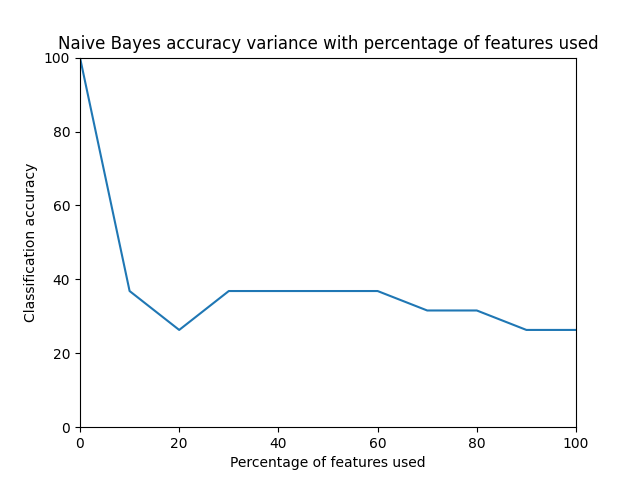 Naive Bayes accuracy variance with percentage of features used
100
80
60
40
20
0
Classification accuracy
0 20 40 60 80 100
Percentage of features used